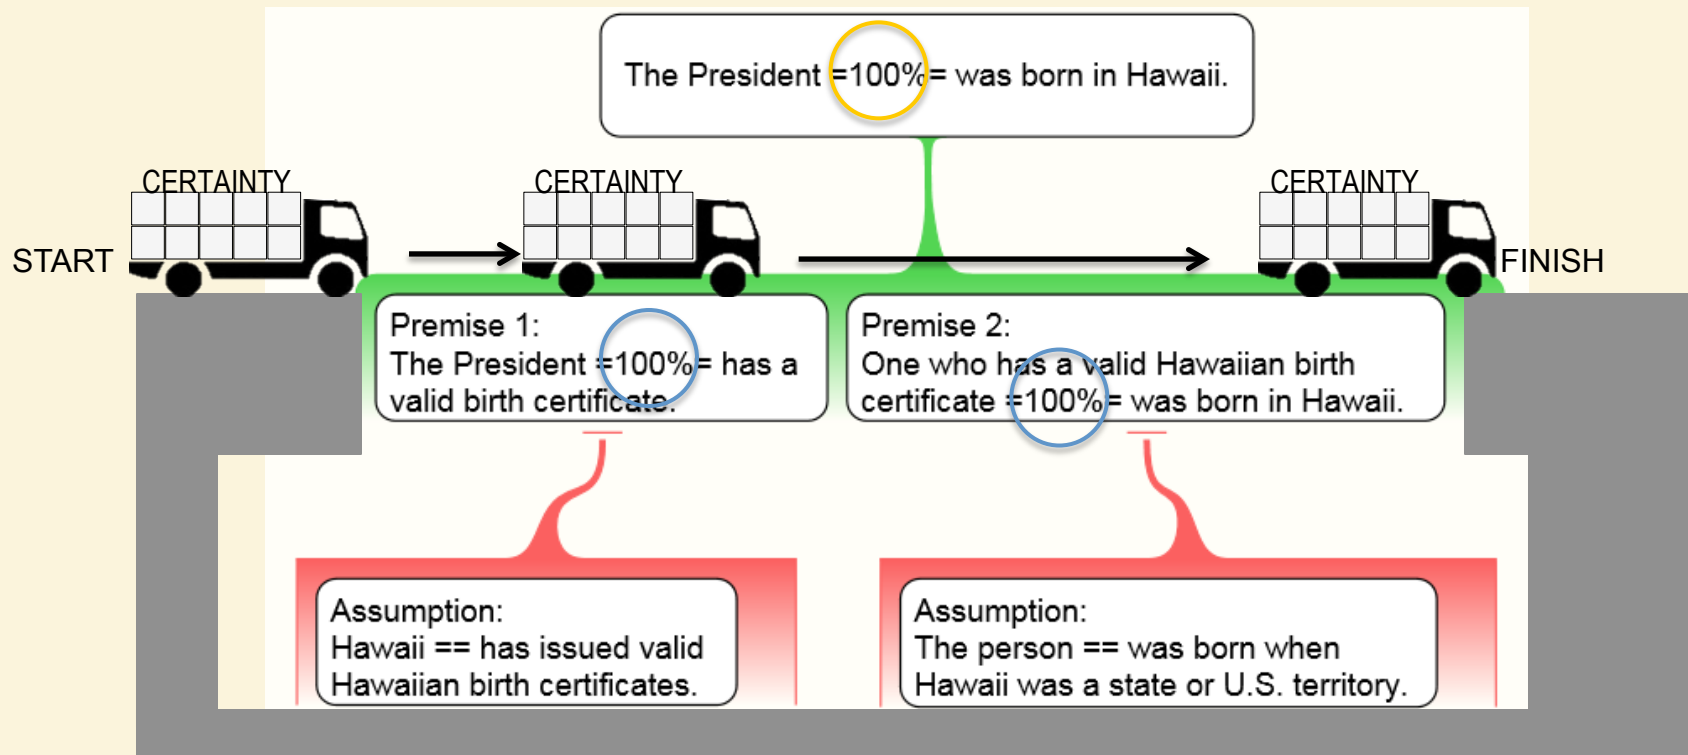 The President =100%= was born in Hawaii.
CERTAINTY
CERTAINTY
CERTAINTY
START
FINISH
Premise 1:
The President =100%= has a
valid birth certificate.
Premise 2:
One who has a valid Hawaiian birth
certificate =100%= was born in Hawaii.
Assumption:
Hawaii == has issued valid
Hawaiian birth certificates.
Assumption:
The person == was born when
Hawaii was a state or U.S. territory.